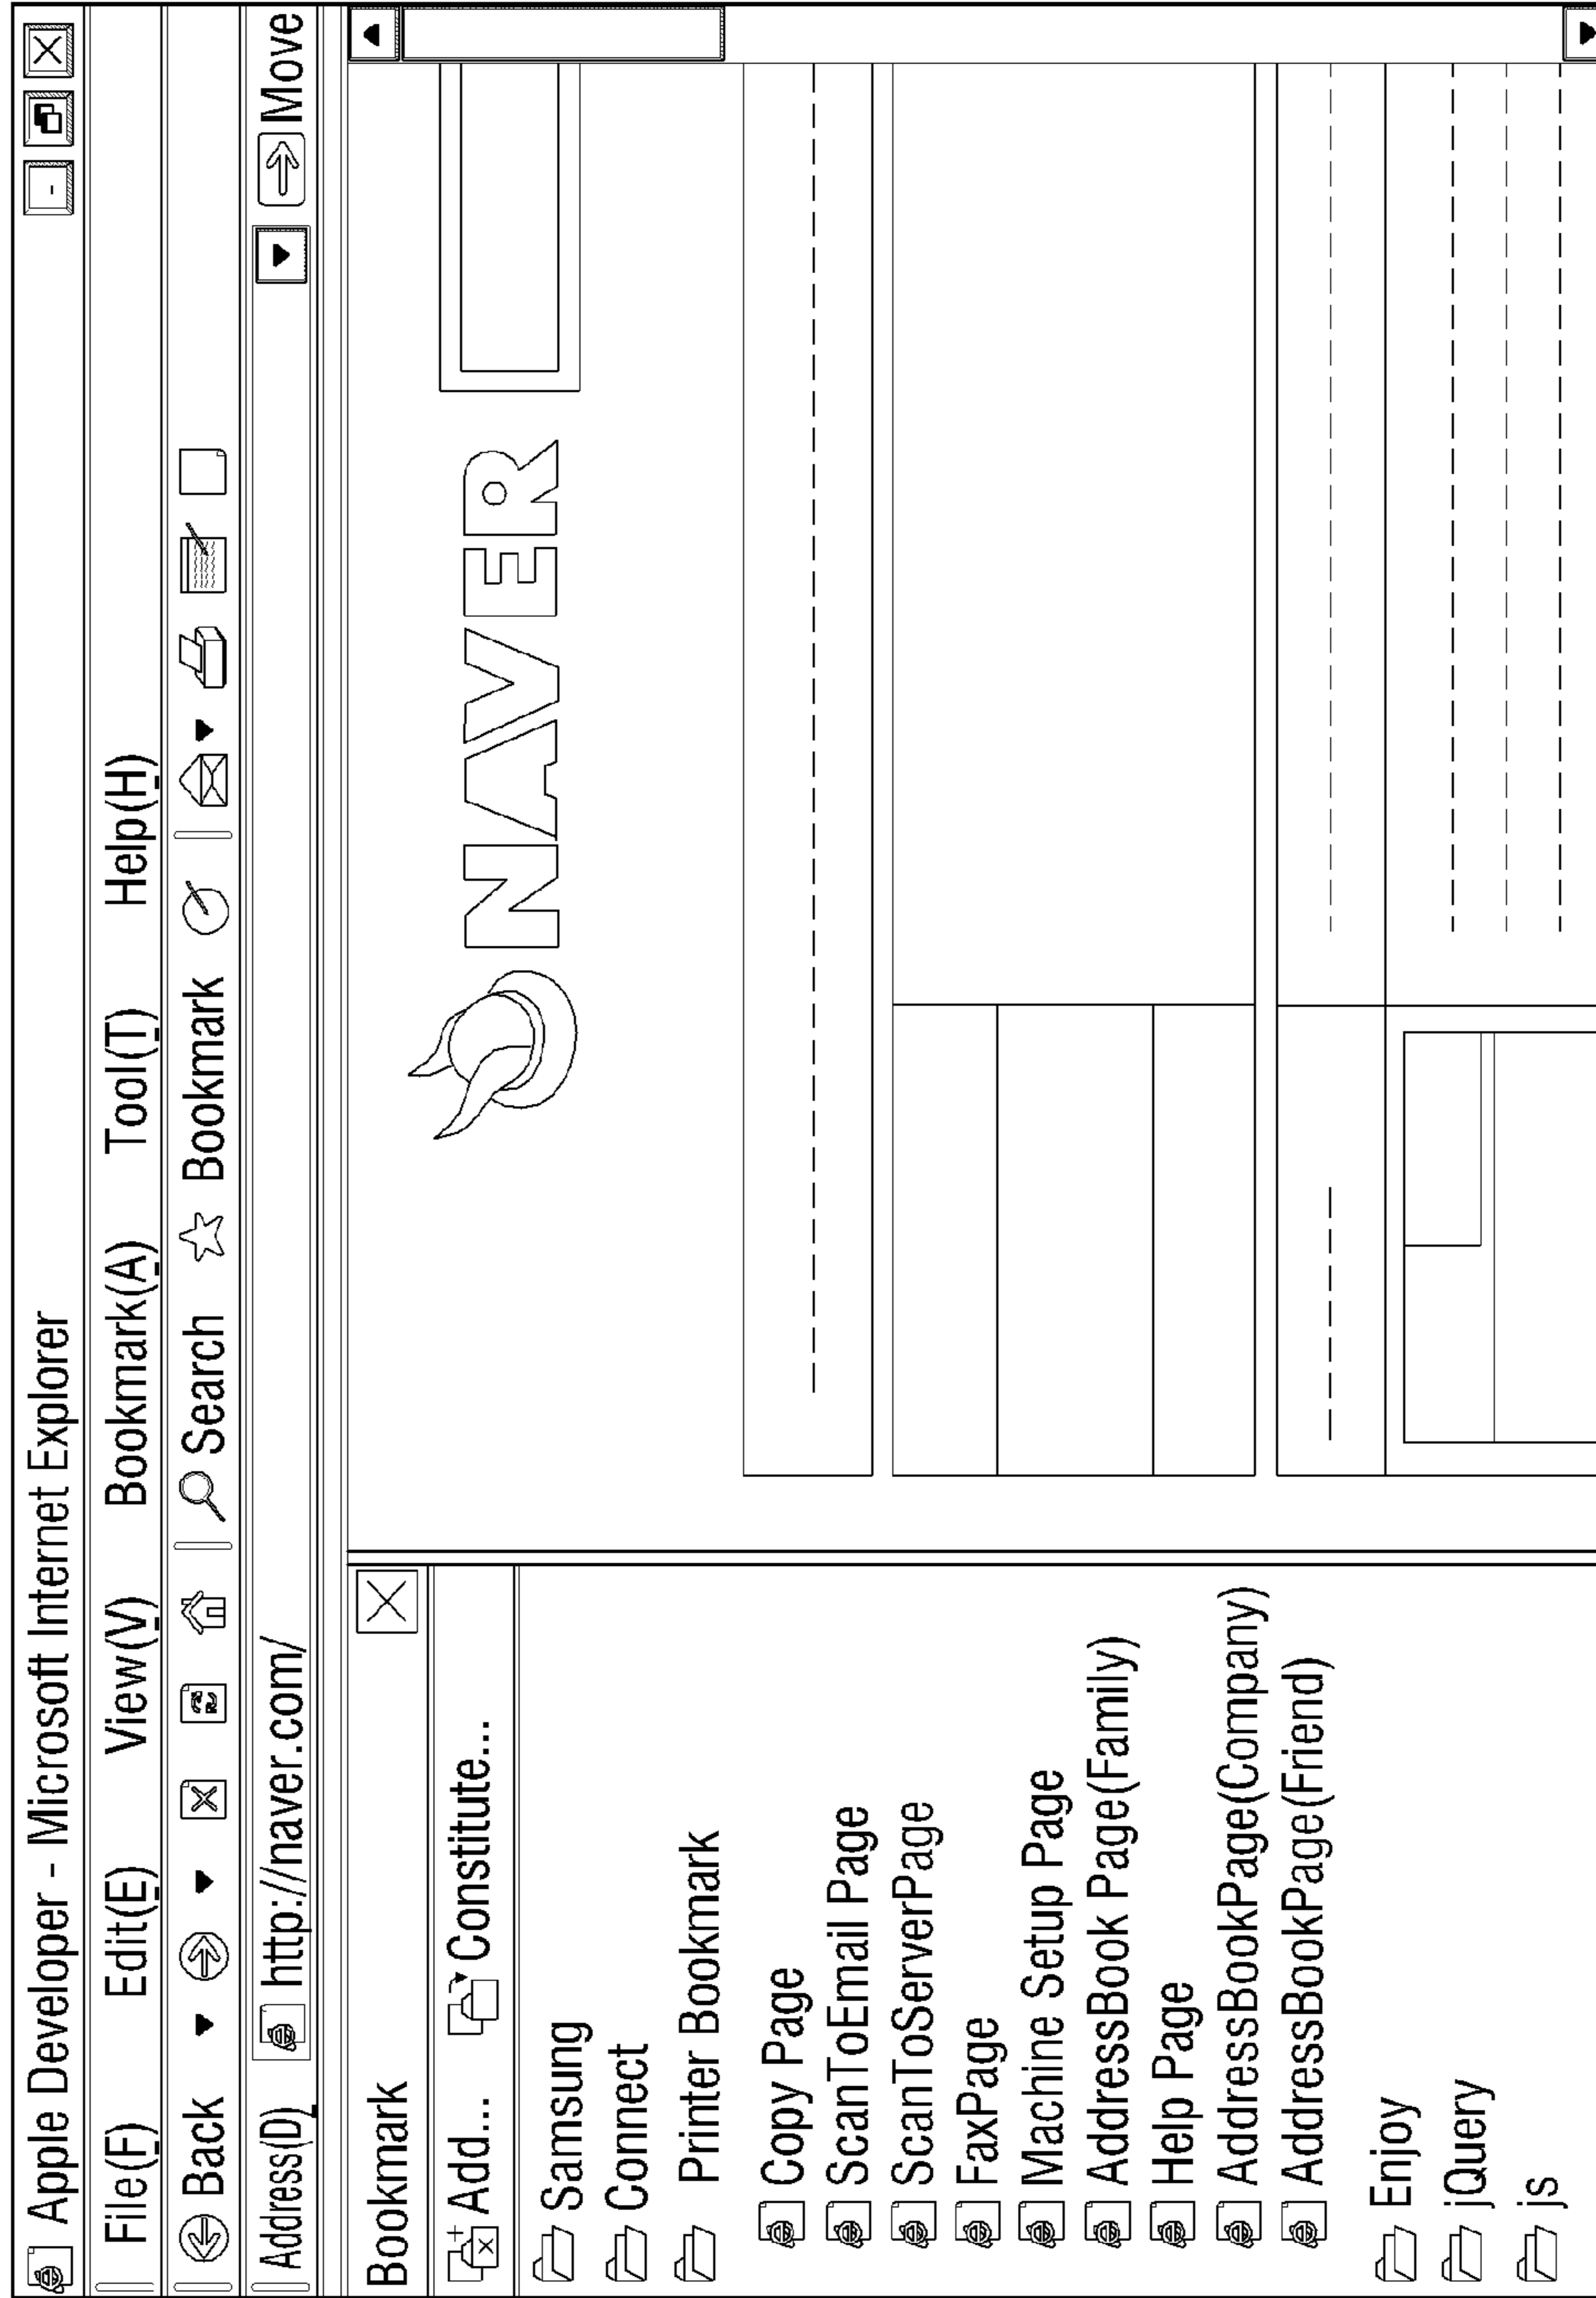 Apple Developer - Microsoft Internet Explorer
File(F) Edit(E) View(V) Bookmark(A) Tool(T) Help(H)
Back Search Bookmark
Address(D) http://naver.com/ Move
Bookmark
Add... Constitute...
NAVER
Samsung
Connect
Printer Bookmark
Copy Page
ScanToEmail Page
ScanToServerPage
FaxPage
Machine Setup Page
AddressBook Page(Family)
Help Page
AddressBookPage(Company)
AddressBookPage(Friend)
Enjoy
jQuery
js